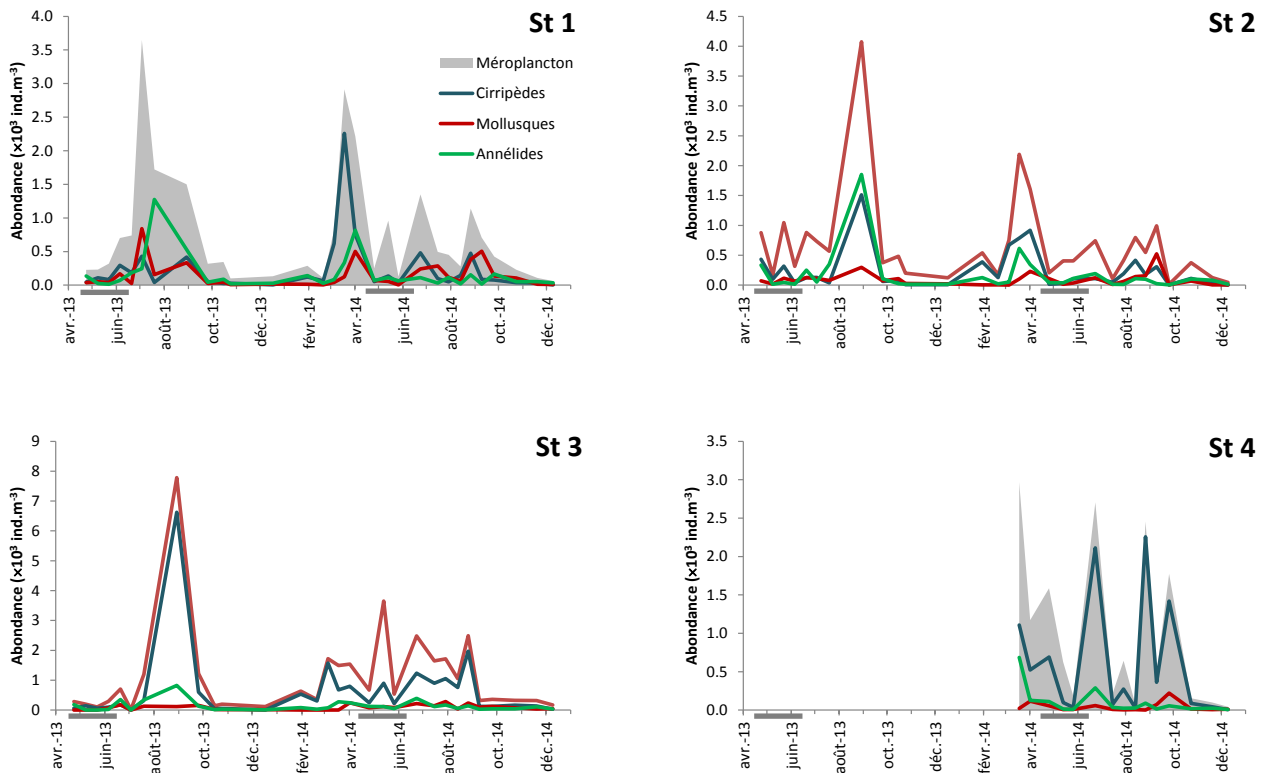 St 1
Abondance (×10³ ind.m⁻³)
4.0
3.5
3.0
2.5
2.0
1.5
1.0
0.5
0.0
Méroplancton
Cirripèdes
Mollusques
Annélides
avr.-13
juin-13
août-13
oct.-13
déc.-13
févr.-14
avr.-14
juin-14
août-14
oct.-14
déc.-14
St 2
Abondance (×10³ ind.m⁻³)
4.5
4.0
3.5
3.0
2.5
2.0
1.5
1.0
0.5
0.0
avr.-13
juin-13
août-13
oct.-13
déc.-13
févr.-14
avr.-14
juin-14
août-14
oct.-14
déc.-14
St 3
Abondance (×10³ ind.m⁻³)
9
8
7
6
5
4
3
2
1
0
avr.-13
juin-13
août-13
oct.-13
déc.-13
févr.-14
avr.-14
juin-14
août-14
oct.-14
déc.-14
St 4
Abondance (×10³ ind.m⁻³)
3.5
3.0
2.5
2.0
1.5
1.0
0.5
0.0
avr.-13
juin-13
août-13
oct.-13
déc.-13
févr.-14
avr.-14
juin-14
août-14
oct.-14
déc.-14